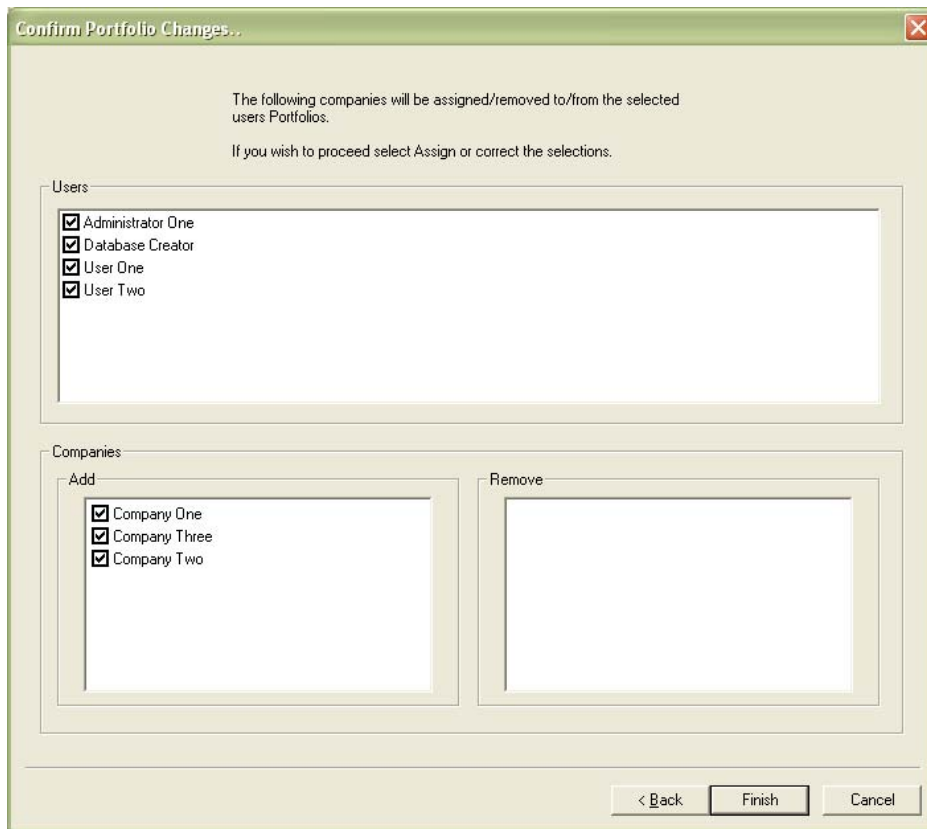 Confirm Portfolio Changes..
The following companies will be assigned/removed to/from the selected
users Portfolios.
If you wish to proceed select Assign or correct the selections.
Users
Administrator One
Database Creator
User One
User Two
Companies
Add
Remove
Company One
Company Three
Company Two
< Back
Finish
Cancel